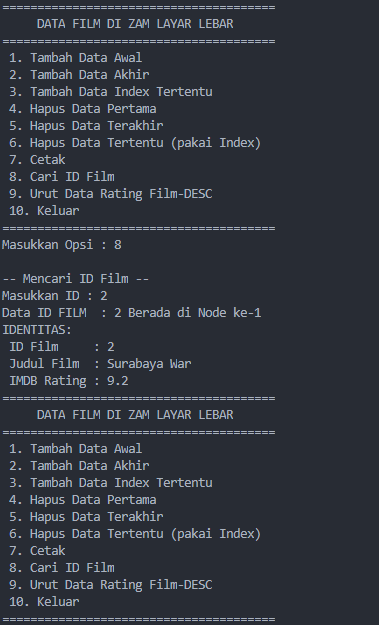 =======================================
DATA FILM DI ZAM LAYAR LEBAR
=======================================
1. Tambah Data Awal
2. Tambah Data Akhir
3. Tambah Data Index Tertentu
4. Hapus Data Pertama
5. Hapus Data Terakhir
6. Hapus Data Tertentu (pakai Index)
7. Cetak
8. Cari ID Film
9. Urut Data Rating Film-DESC
10. Keluar
=======================================
Masukkan Opsi : 8
-- Mencari ID Film --
Masukkan ID : 2
Data ID FILM  : 2 Berada di Node ke-1
IDENTITAS:
ID Film     : 2
Judul Film  : Surabaya War
IMDB Rating : 9.2
=======================================
DATA FILM DI ZAM LAYAR LEBAR
=======================================
1. Tambah Data Awal
2. Tambah Data Akhir
3. Tambah Data Index Tertentu
4. Hapus Data Pertama
5. Hapus Data Terakhir
6. Hapus Data Tertentu (pakai Index)
7. Cetak
8. Cari ID Film
9. Urut Data Rating Film-DESC
10. Keluar
=======================================